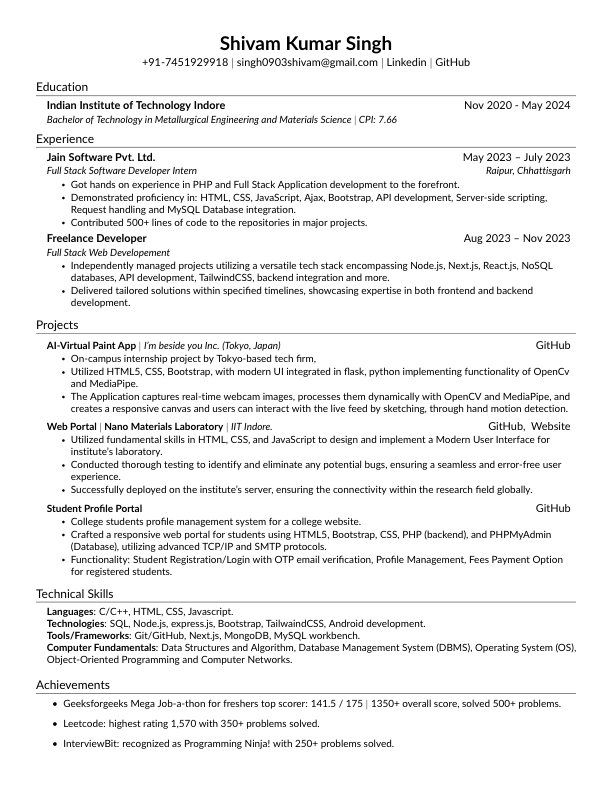 Shivam Kumar Singh
+91-7451929918 | singh0903shivam@gmail.com | Linkedin | GitHub
Education
Indian Institute of Technology Indore Nov 2020 - May 2024
Bachelor of Technology in Metallurgical Engineering and Materials Science | CPI: 7.66
Experience
Jain Software Pvt. Ltd. May 2023 – July 2023
Full Stack Software Developer Intern Raipur, Chhattisgarh
• Got hands on experience in PHP and Full Stack Application development to the forefront.
• Demonstrated proficiency in: HTML, CSS, JavaScript, Ajax, Bootstrap, API development, Server-side scripting,
Request handling and MySQL Database integration.
• Contributed 500+ lines of code to the repositories in major projects.
Freelance Developer Aug 2023 – Nov 2023
Full Stack Web Developement
• Independently managed projects utilizing a versatile tech stack encompassing Node.js, Next.js, React.js, NoSQL
databases, API development, TailwindCSS, backend integration and more.
• Delivered tailored solutions within specified timelines, showcasing expertise in both frontend and backend
development.
Projects
AI-Virtual Paint App | I'm beside you Inc. (Tokyo, Japan) GitHub
• On-campus internship project by Tokyo-based tech firm,
• Utilized HTML5, CSS, Bootstrap, with modern UI integrated in flask, python implementing functionality of OpenCv
and MediaPipe.
• The Application captures real-time webcam images, processes them dynamically with OpenCV and MediaPipe, and
creates a responsive canvas and users can interact with the live feed by sketching, through hand motion detection.
Web Portal | Nano Materials Laboratory | IIT Indore. GitHub, Website
• Utilized fundamental skills in HTML, CSS, and JavaScript to design and implement a Modern User Interface for
institute's laboratory.
• Conducted thorough testing to identify and eliminate any potential bugs, ensuring a seamless and error-free user
experience.
• Successfully deployed on the institute's server, ensuring the connectivity within the research field globally.
Student Profile Portal GitHub
• College students profile management system for a college website.
• Crafted a responsive web portal for students using HTML5, Bootstrap, CSS, PHP (backend), and PHPMyAdmin
(Database), utilizing advanced TCP/IP and SMTP protocols.
• Functionality: Student Registration/Login with OTP email verification, Profile Management, Fees Payment Option
for registered students.
Technical Skills
Languages: C/C++, HTML, CSS, Javascript.
Technologies: SQL, Node.js, express.js, Bootstrap, TailwaindCSS, Android development.
Tools/Frameworks: Git/GitHub, Next.js, MongoDB, MySQL workbench.
Computer Fundamentals: Data Structures and Algorithm, Database Management System (DBMS), Operating System (OS),
Object-Oriented Programming and Computer Networks.
Achievements
• Geeksforgeeks Mega Job-a-thon for freshers top scorer: 141.5 / 175 | 1350+ overall score, solved 500+ problems.
• Leetcode: highest rating 1,570 with 350+ problems solved.
• InterviewBit: recognized as Programming Ninja! with 250+ problems solved.